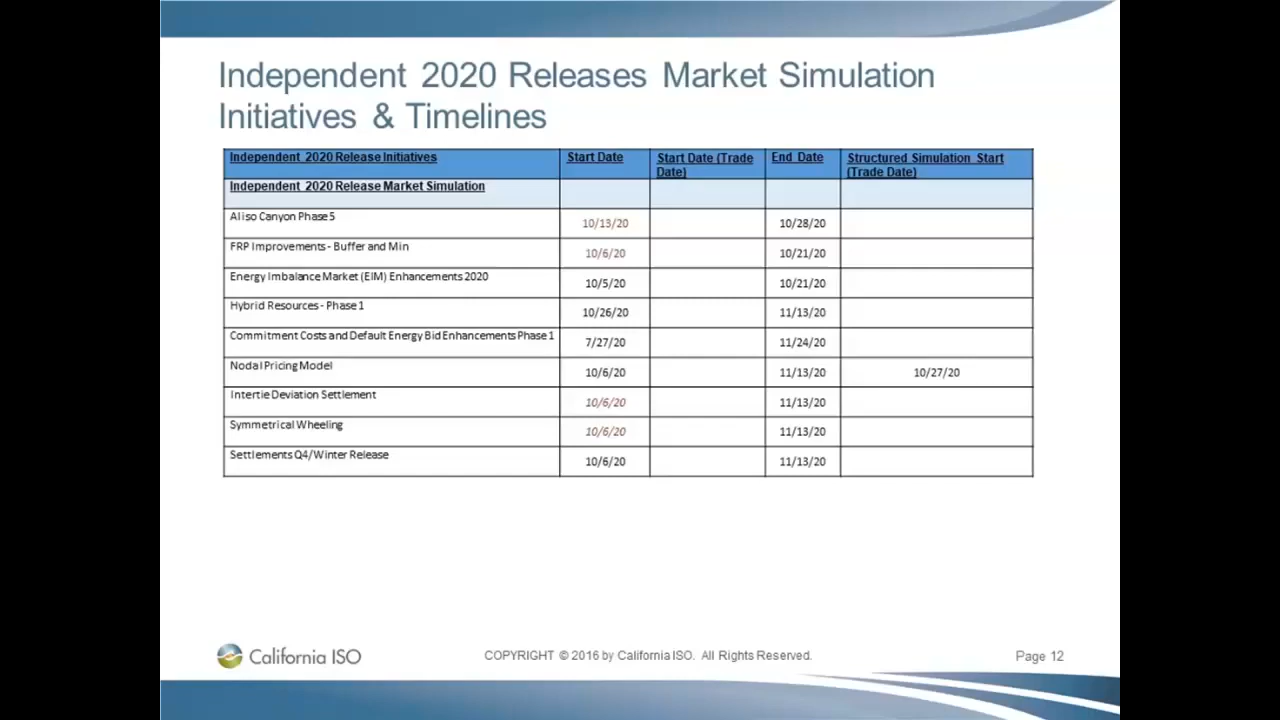 Independent 2020 Releases Market Simulation
Initiatives & Timelines
Independent 2020 Release Initiatives Start Date Start Date (Trade Date) End Date Structured Simulation Start (Trade Date)
Independent 2020 Release Market Simulation
Aliso Canyon Phase 5 10/13/20 10/28/20
FRP Improvements - Buffer and Min 10/6/20 10/21/20
Energy Imbalance Market (EIM) Enhancements 2020 10/5/20 10/21/20
Hybrid Resources - Phase 1 10/26/20 11/13/20
Commitment Costs and Default Energy Bid Enhancements Phase 1 7/27/20 11/24/20
Nodal Pricing Model 10/6/20 11/13/20 10/27/20
Intertie Deviation Settlement 10/6/20 11/13/20
Symmetrical Wheeling 10/6/20 11/13/20
Settlements Q4/Winter Release 10/6/20 11/13/20
California ISO COPYRIGHT © 2016 by California ISO. All Rights Reserved. Page 12